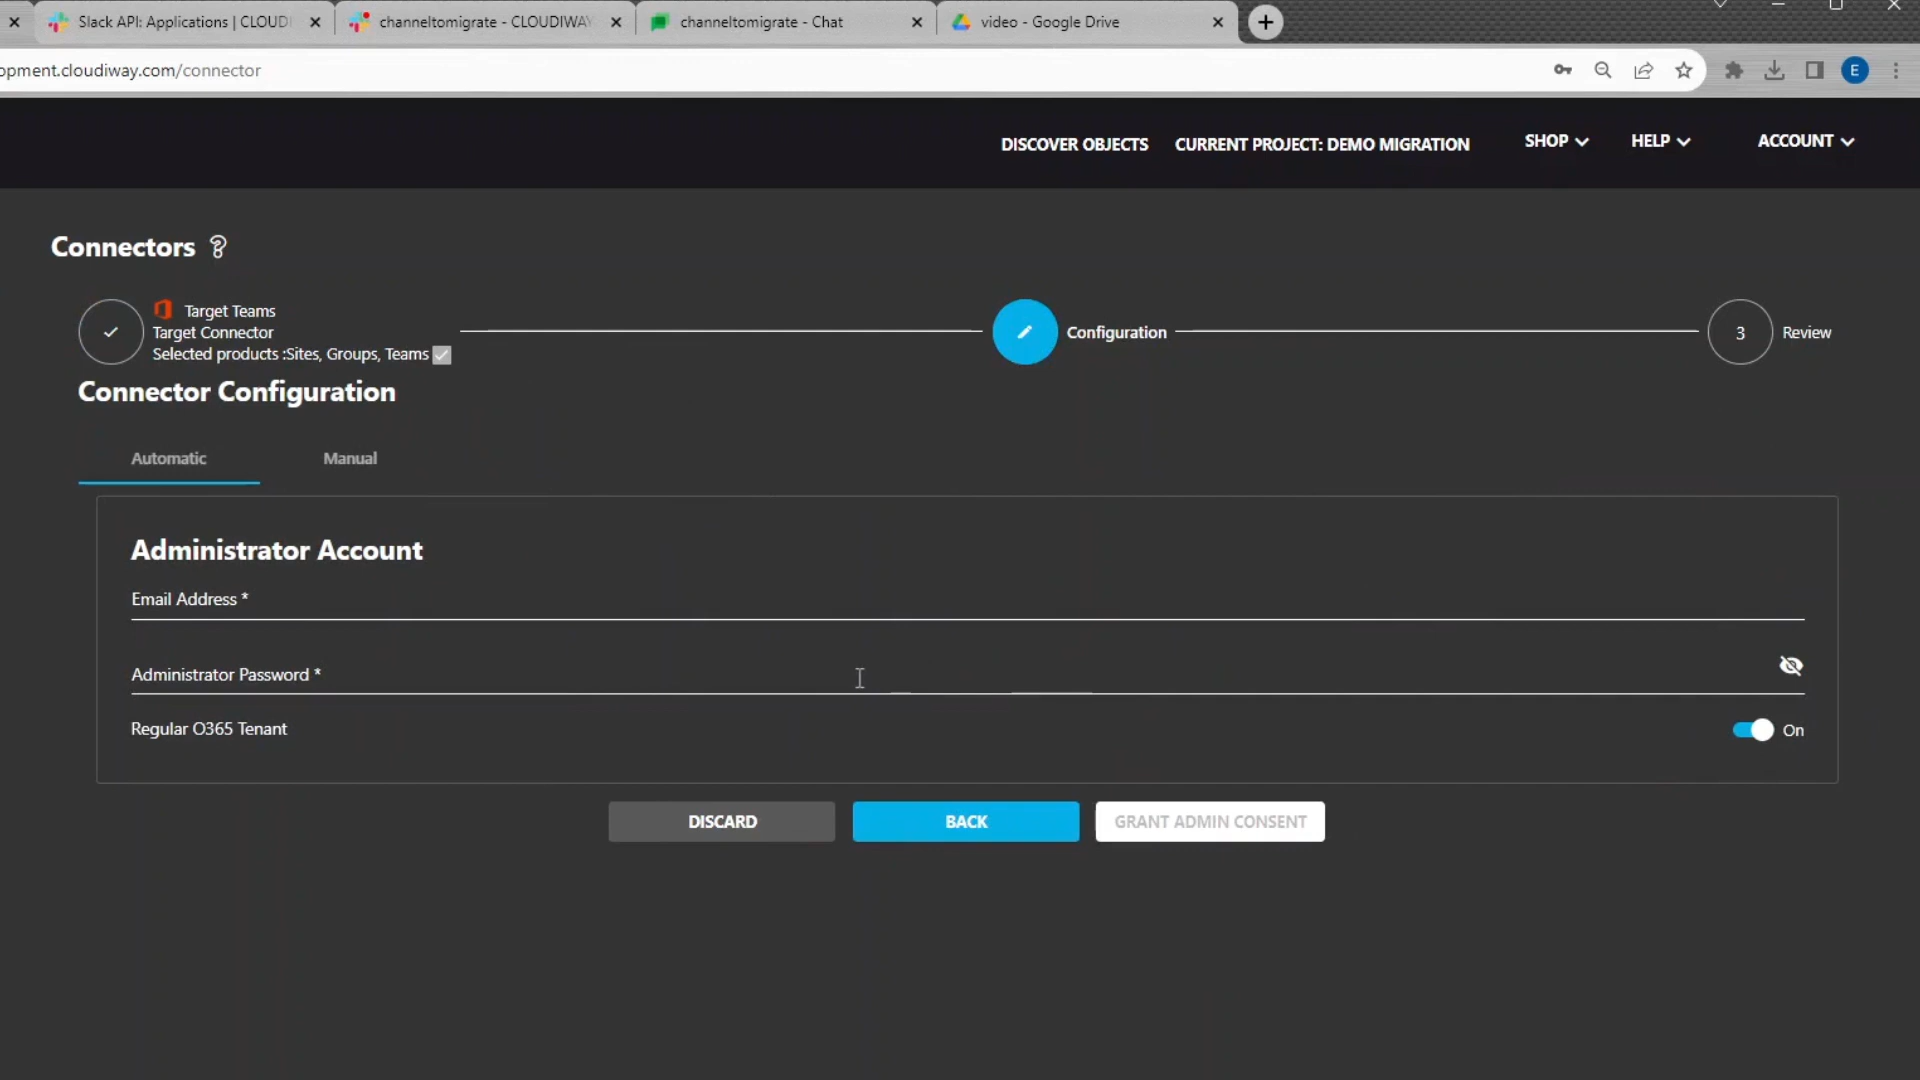 Slack API: Applications | CLOUDI
channeltomigrate - CLOUDIWAY
channeltomigrate - Chat
video - Google Drive
opment.cloudiway.com/connector
E
DISCOVER OBJECTS
CURRENT PROJECT: DEMO MIGRATION
SHOP
HELP
ACCOUNT
Connectors
Target Teams
Target Connector
Selected products :Sites, Groups, Teams
Configuration
3
Review
Connector Configuration
Automatic
Manual
Administrator Account
Email Address *
Administrator Password *
Regular O365 Tenant
On
DISCARD
BACK
GRANT ADMIN CONSENT